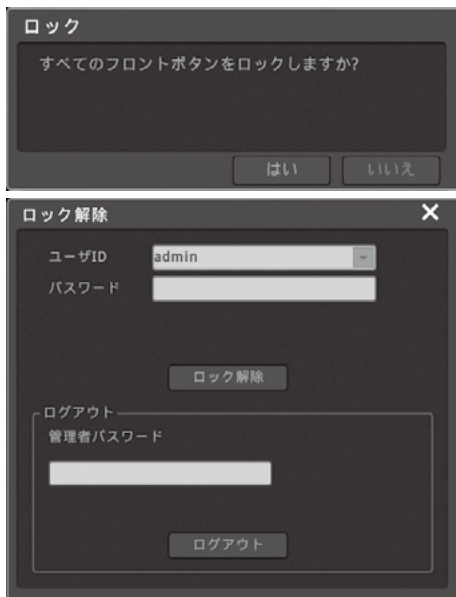 ロック
すべてのフロントボタンをロックしますか?
はい
いいえ
ロック解除
ユーザID
admin
パスワード
ロック解除
ログアウト
管理者パスワード
ログアウト